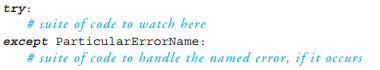 try:
    # suite of code to watch here
except ParticularErrorName:
    # suite of code to handle the named error, if it occurs